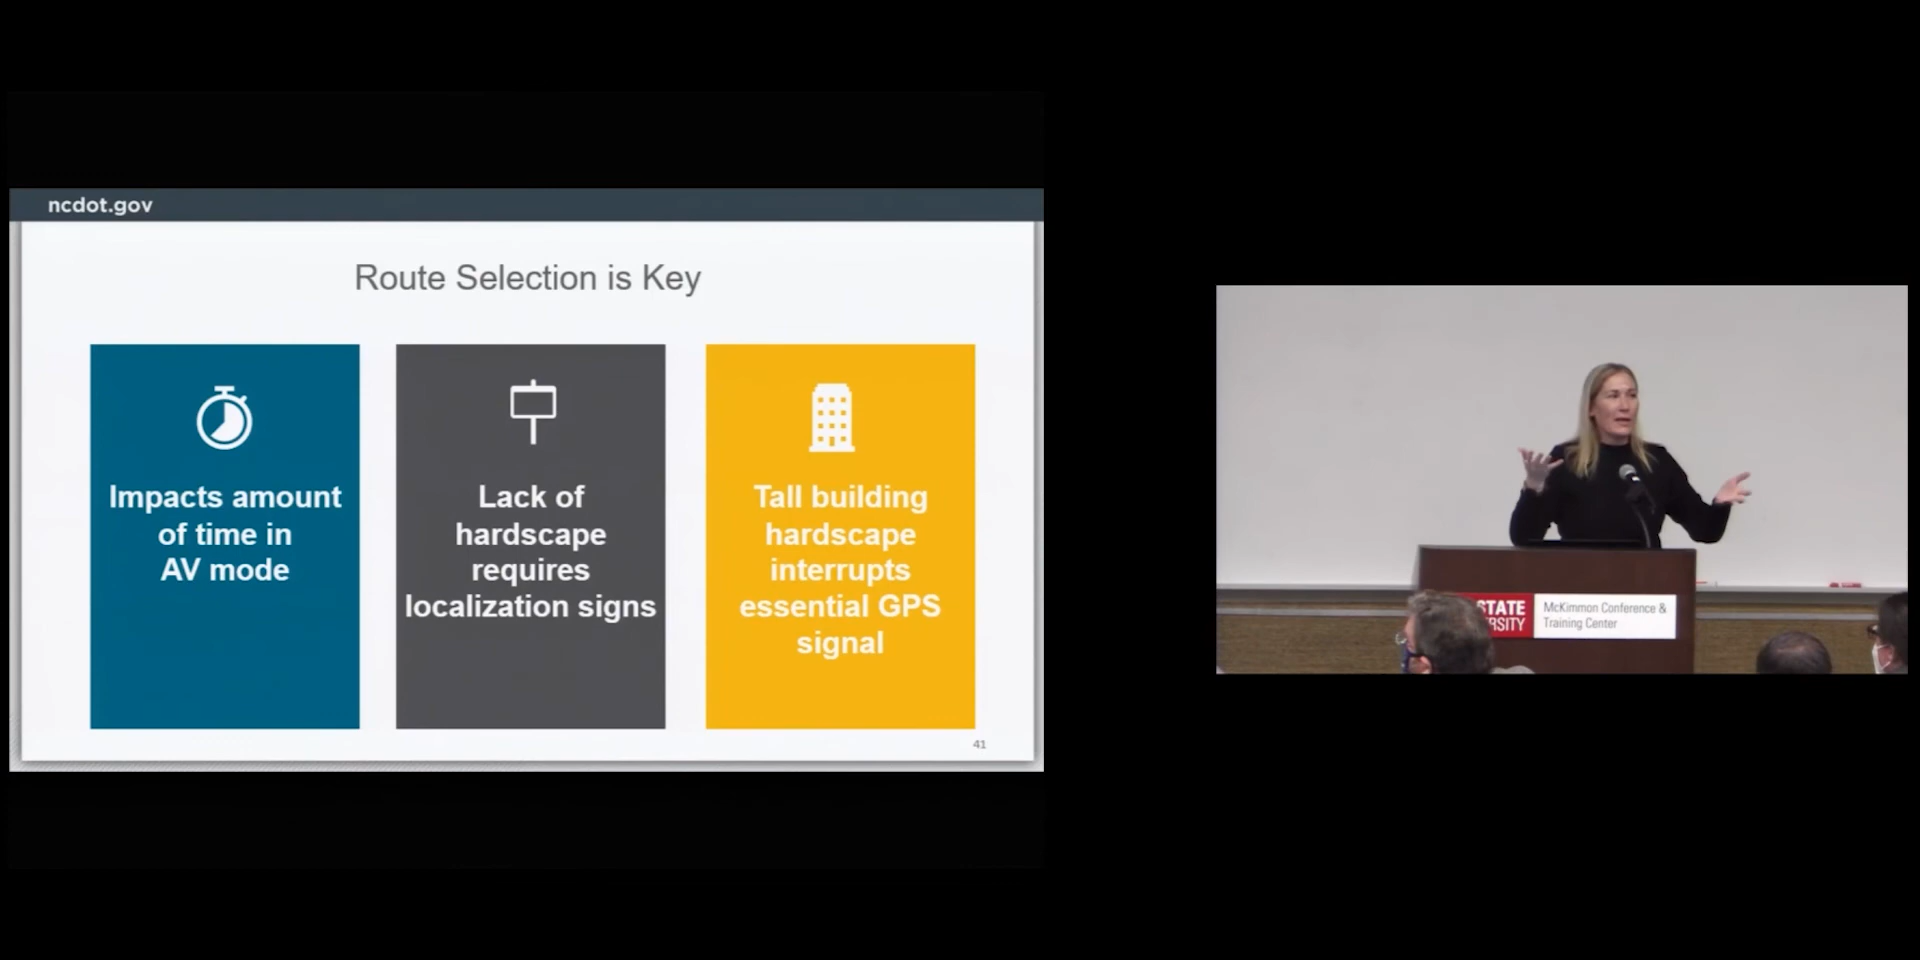 ncdot.gov
Route Selection is Key
Impacts amount
of time in
AV mode
Lack of
hardscape
requires
localization signs
Tall building
hardscape
interrupts
essential GPS
signal
41
STATE
McKimmon Conference &
Training Center